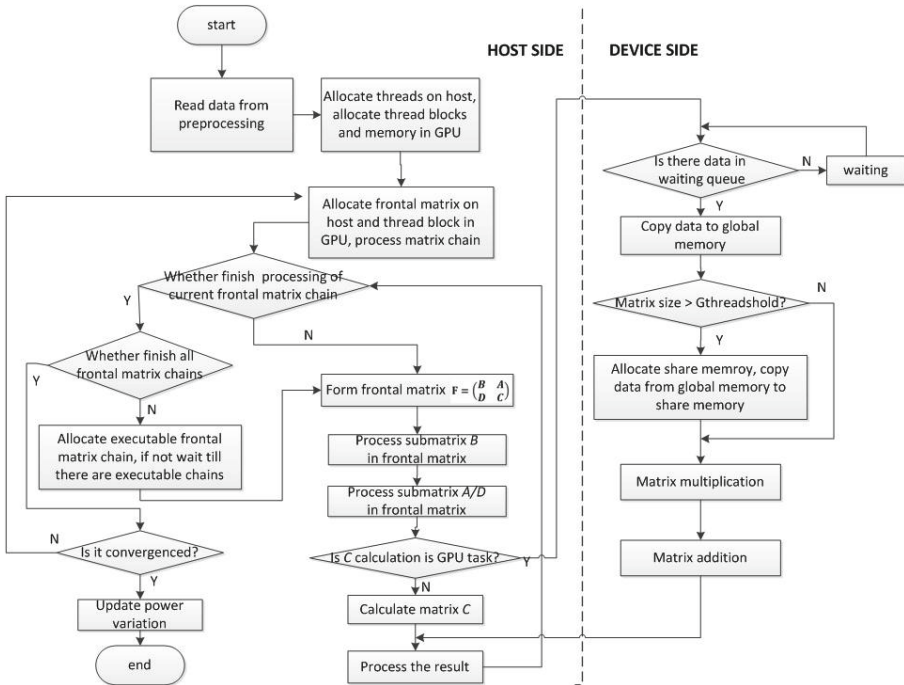 start
HOST SIDE
DEVICE SIDE
Read data from
preprocessing
Allocate threads on host,
allocate thread blocks
and memory in GPU
Allocate frontal matrix on
host and thread block in
GPU, process matrix chain
Whether finish processing of
current frontal matrix chain
Y
N
Whether finish all
frontal matrix chains
Y
N
Allocate executable frontal
matrix chain, if not wait till
there are executable chains
Is it convergenced?
N
Y
Update power
variation
end
Form frontal matrix F = (B A
D C)
Process submatrix B
in frontal matrix
Process submatrix A/D
in frontal matrix
Is C calculation is GPU task?
Y
N
Calculate matrix C
Process the result
Is there data in
waiting queue
N
waiting
Y
Copy data to global
memory
Matrix size > Gthreadshold?
N
Y
Allocate share memroy, copy
data from global memory to
share memory
Matrix multiplication
Matrix addition